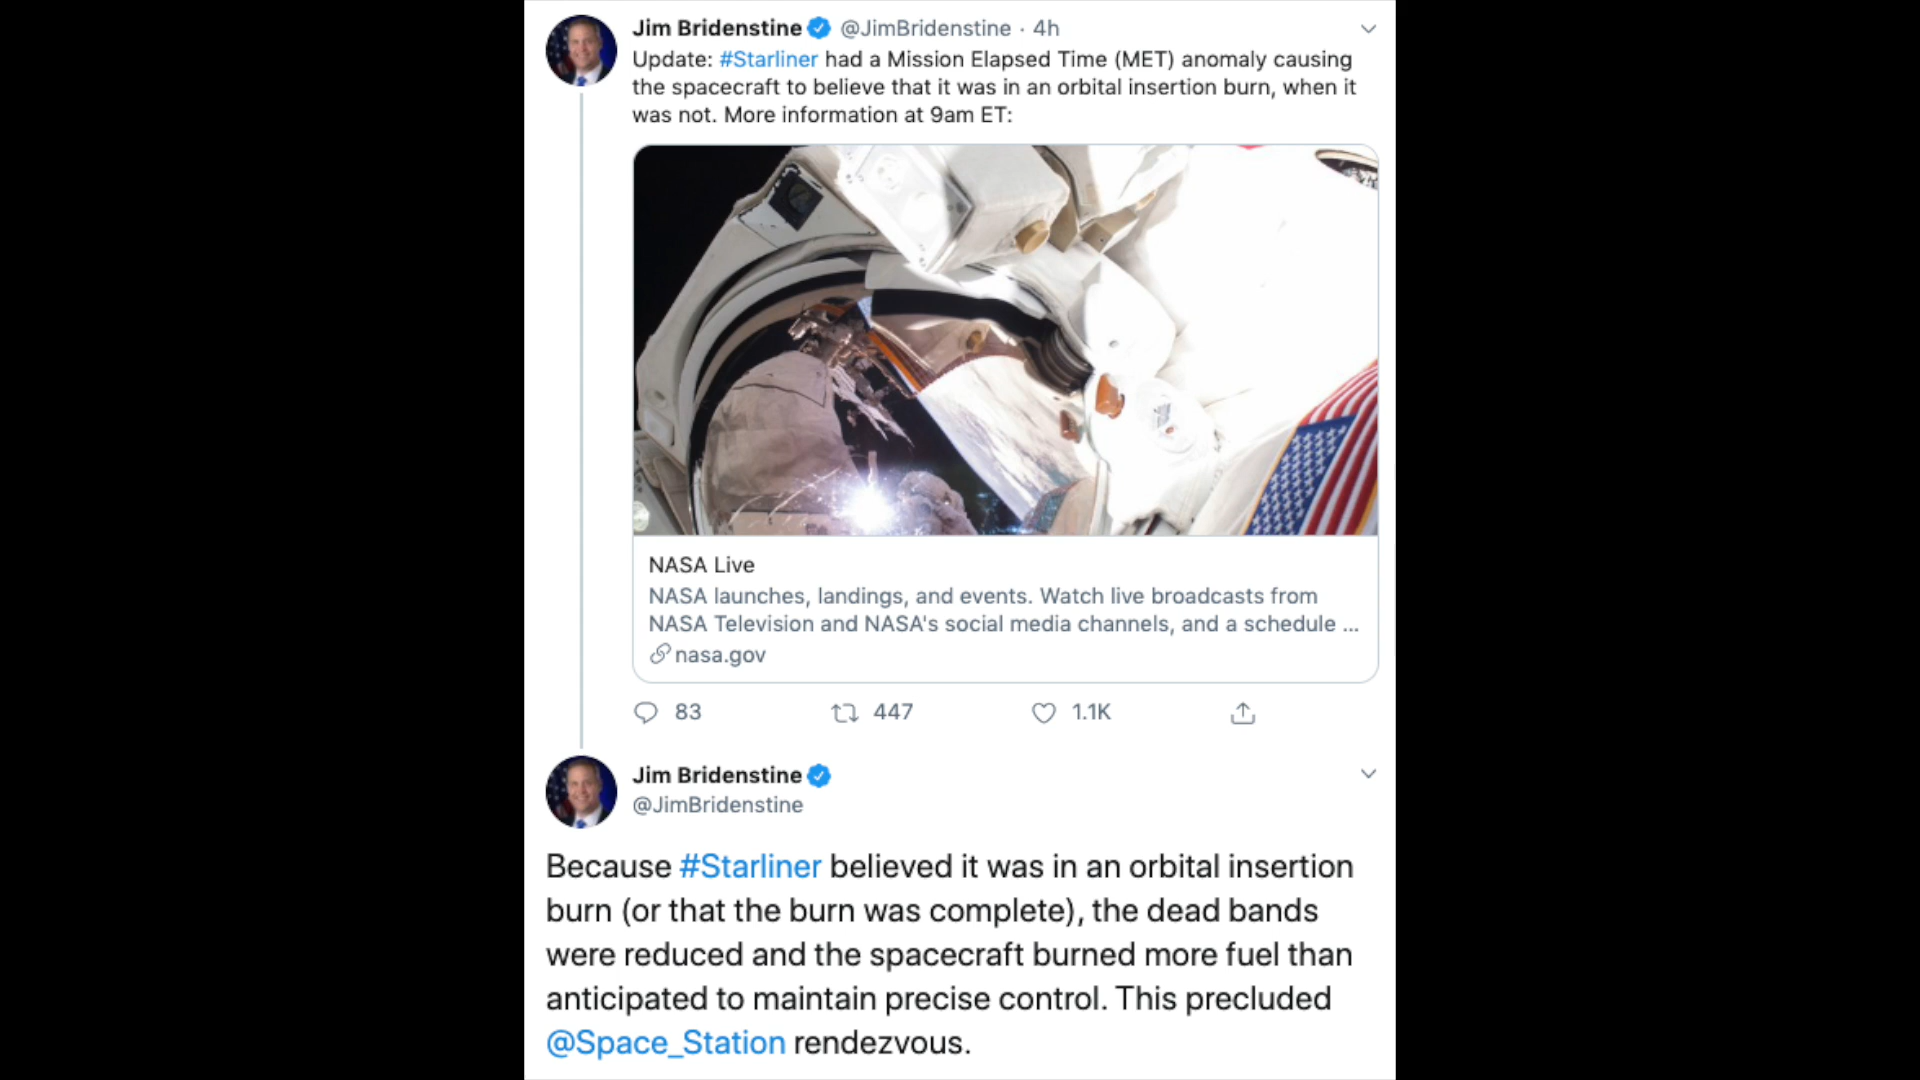 Jim Bridenstine @JimBridenstine · 4h
Update: #Starliner had a Mission Elapsed Time (MET) anomaly causing
the spacecraft to believe that it was in an orbital insertion burn, when it
was not. More information at 9am ET:
NASA Live
NASA launches, landings, and events. Watch live broadcasts from
NASA Television and NASA's social media channels, and a schedule ...
nasa.gov
83 447 1.1K
Jim Bridenstine
@JimBridenstine
Because #Starliner believed it was in an orbital insertion
burn (or that the burn was complete), the dead bands
were reduced and the spacecraft burned more fuel than
anticipated to maintain precise control. This precluded
@Space_Station rendezvous.